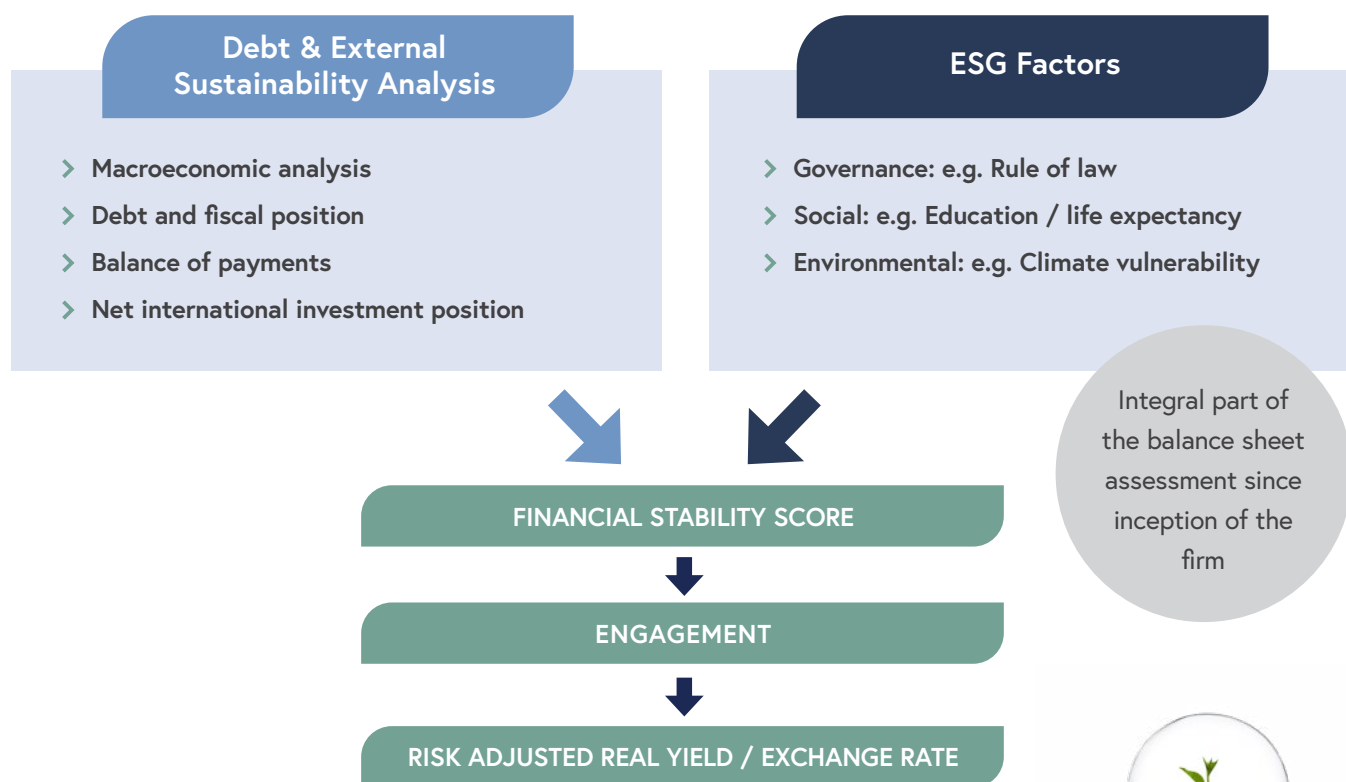 Debt & External
Sustainability Analysis
Macroeconomic analysis
Debt and fiscal position
Balance of payments
Net international investment position
ESG Factors
Governance: e.g. Rule of law
Social: e.g. Education / life expectancy
Environmental: e.g. Climate vulnerability
Integral part of
the balance sheet
assessment since
inception of the
firm
FINANCIAL STABILITY SCORE
ENGAGEMENT
RISK ADJUSTED REAL YIELD / EXCHANGE RATE